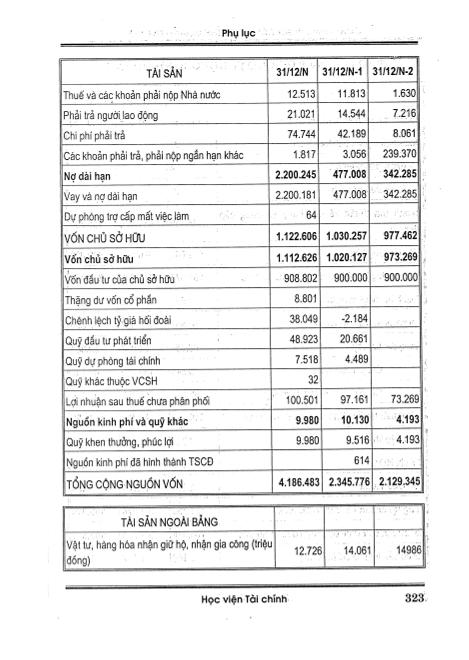 Phụ lục
TÀI SẢN 31/12/N 31/12/N-1 31/12/N-2
Thuế và các khoản phải nộp Nhà nước 12.513 11.813 1.630
Phải trả người lao động 21.021 14.544 7.216
Chi phí phải trả 74.744 42.189 8.061
Các khoản phải trả, phải nộp ngắn hạn khác 1.817 3.056 239.370
Nợ dài hạn 2.200.245 477.008 342.285
Vay và nợ dài hạn 2.200.181 477.008 342.285
Dự phòng trợ cấp mất việc làm 64
VỐN CHỦ SỞ HỮU 1.122.606 1.030.257 977.462
Vốn chủ sở hữu 1.112.626 1.020.127 973.269
Vốn đầu tư của chủ sở hữu 908.802 900.000 900.000
Thặng dư vốn cổ phần 8.801
Chênh lệch tỷ giá hối đoài 38.049 -2.184
Quỹ đầu tư phát triển 48.923 20.661
Quỹ dự phòng tài chính 7.518 4.489
Quỹ khác thuộc VCSH 32
Lợi nhuận sau thuế chưa phân phối 100.501 97.161 73.269
Nguồn kinh phí và quỹ khác 9.980 10.130 4.193
Quỹ khen thưởng, phúc lợi 9.980 9.516 4.193
Nguồn kinh phí đã hình thành TSCĐ 614
TỔNG CỘNG NGUỒN VỐN 4.186.483 2.345.776 2.129.345
TÀI SẢN NGOÀI BẢNG
Vật tư, hàng hóa nhận giữ hộ, nhận gia công (triệu
đồng) 12.726 14.061 14986
Học viện Tài chính 323